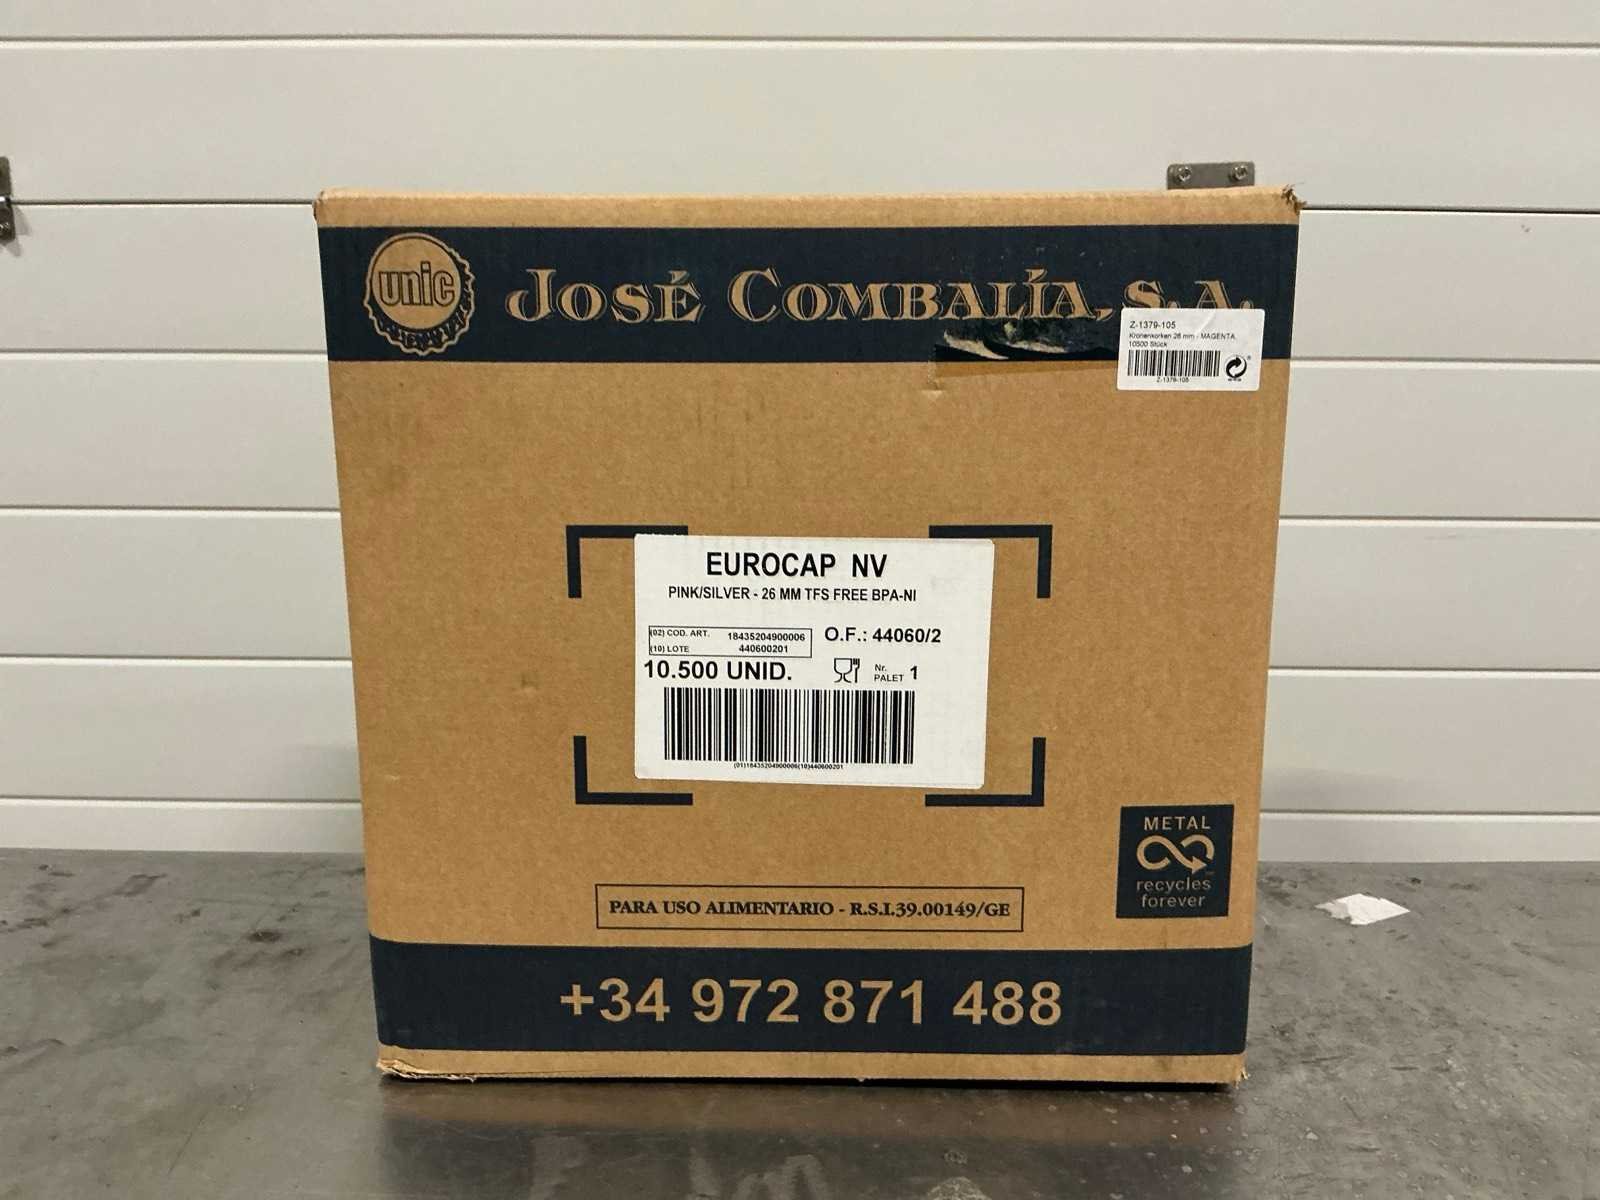 unic
JOSÉ COMBALÍA, S.A.
Z-1379-105
Kronenkorken 26 mm - MAGENTA,
10500 Stück
Z-1379-105
EUROCAP NV
PINK/SILVER - 26 MM TFS FREE BPA-NI
(02) COD. ART. 18435204900006
(10) LOTE 440600201
O.F.: 44060/2
10.500 UNID.
Nr.
PALET 1
(01)18435204900006(10)440600201
METAL
recycles
forever
PARA USO ALIMENTARIO - R.S.I.39.00149/GE
+34 972 871 488